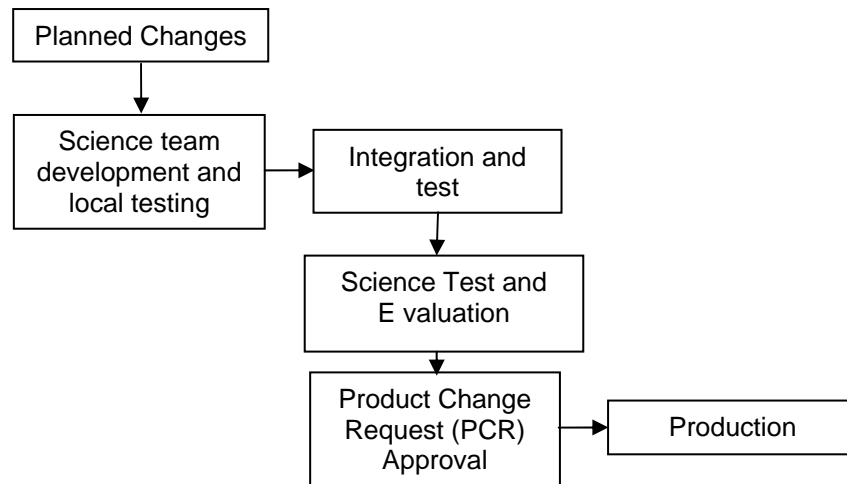 Planned Changes
Science team
development and
local testing
Integration and
test
Science Test and
E valuation
Product Change
Request (PCR)
Approval
Production